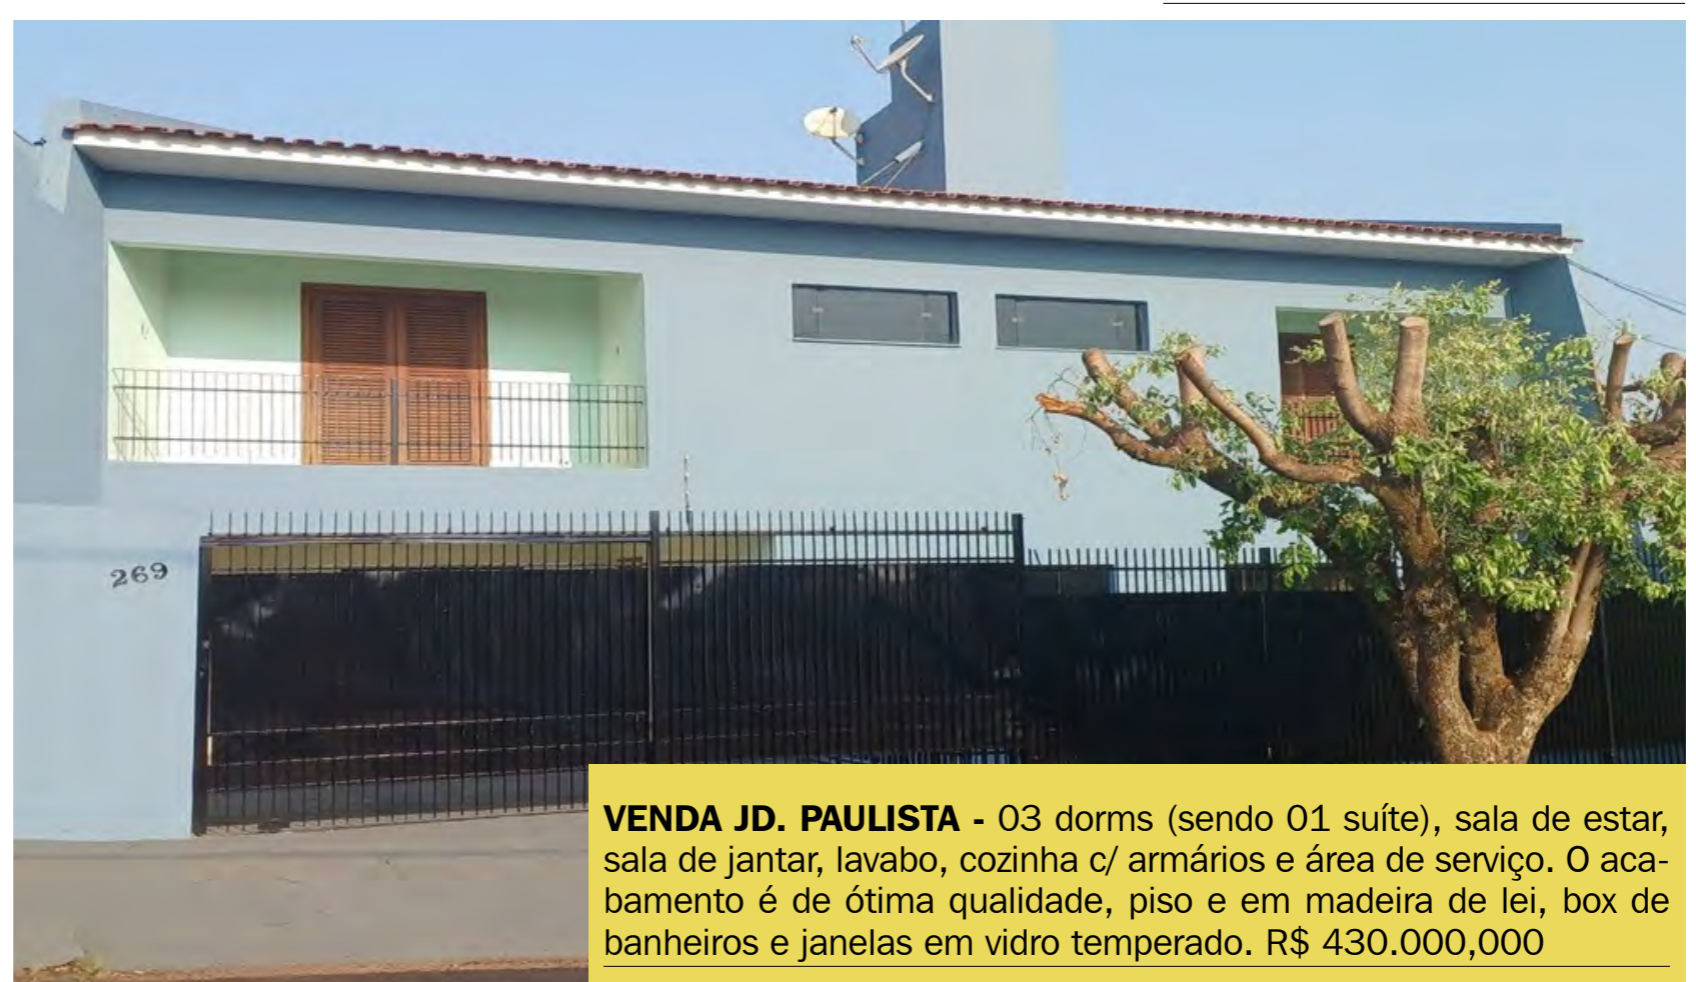 269
VENDA JD. PAULISTA - 03 dorms (sendo 01 suíte), sala de estar,
sala de jantar, lavabo, cozinha c/ armários e área de serviço. O aca-
bamento é de ótima qualidade, piso e em madeira de lei, box de
banheiros e janelas em vidro temperado. R$ 430.000,000